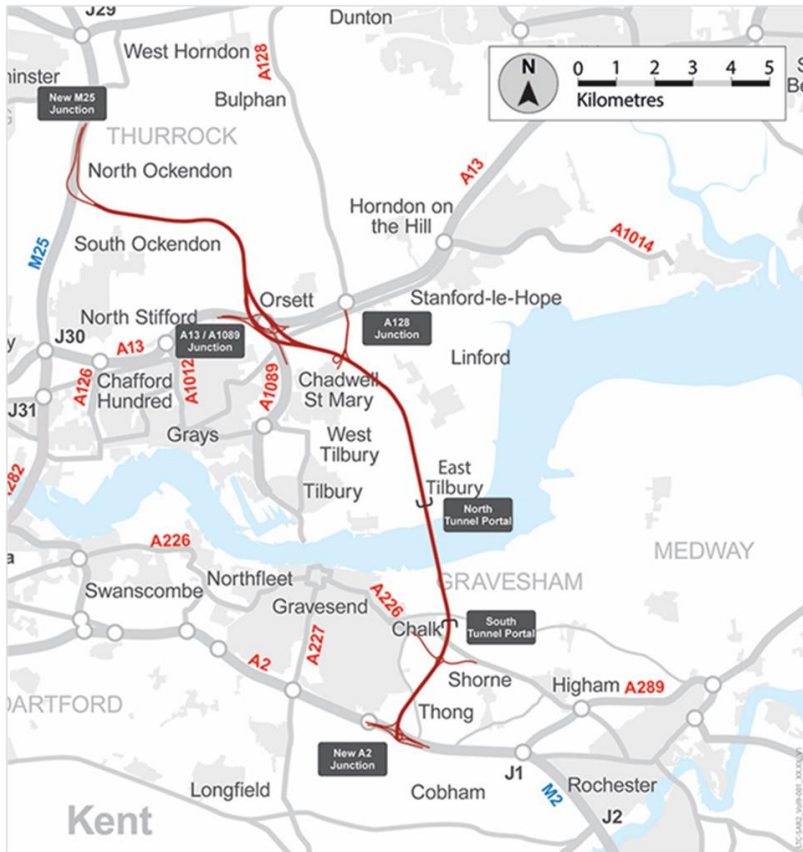 J29
Dunton
West Horndon
A128
minster
Bulphan
N
0 1 2 3 4 5
Kilometres
S
Be
New M25
Junction
THURROCK
North Ockendon
A13
Horndon on
the Hill
A1014
South Ockendon
M25
Orsett
Stanford-le-Hope
North Stifford
A13 / A1089
Junction
A128
Junction
J30
A13
y
Linford
A126
Chafford
Hundred
A1012
A1089
Chadwell
St Mary
J31
Grays
West
Tilbury
A282
Tilbury
East
Tilbury
North
Tunnel Portal
A226
a
MEDWAY
Swanscombe
Northfleet
GRAVESHAM
Gravesend
A226
Chalk
South
Tunnel Portal
A227
A2
Shorne
Higham
A289
DARTFORD
Thong
New A2
Junction
J1
Longfield
Cobham
M2
Rochester
Kent
J2